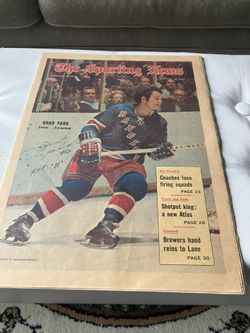 The Sporting News
BRAD PARK
RANGERS
Pro Football
Coaches face
firing squads
PAGE 23
Track and Field
Shotput king:
a new Atlas
PAGE 26
Baseball
Brewers hand
reins to Lane
PAGE 30